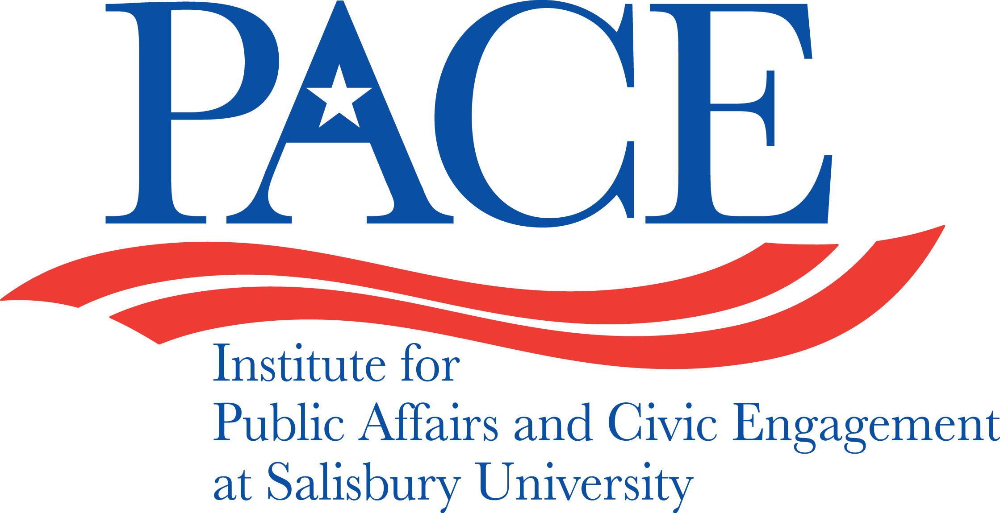 PACE
Institute for
Public Affairs and Civic Engagement
at Salisbury University